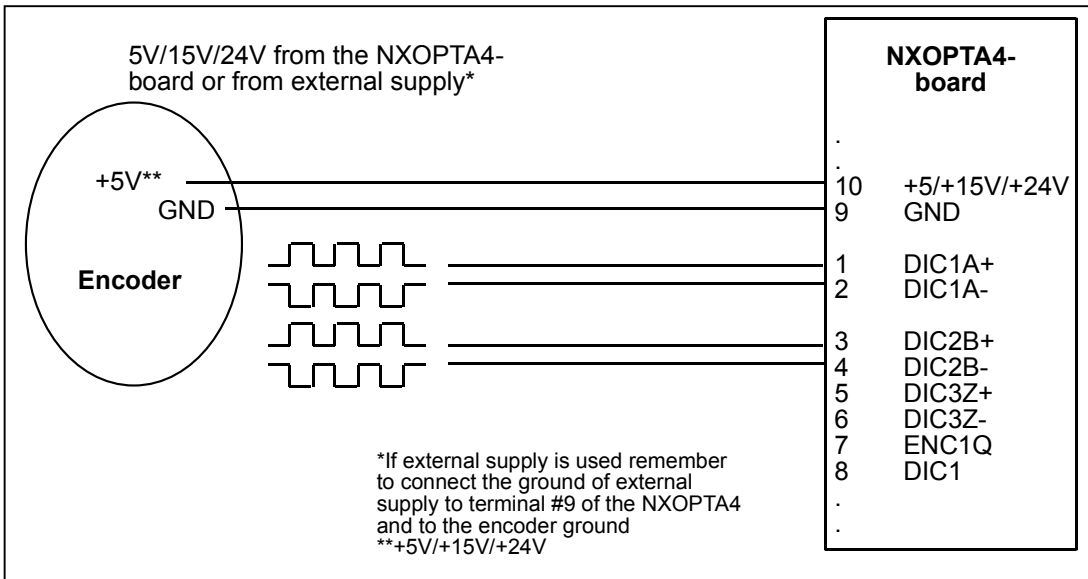 5V/15V/24V from the NXOPTA4-
board or from external supply*
+5V**
GND
Encoder
*If external supply is used remember
to connect the ground of external
supply to terminal #9 of the NXOPTA4
and to the encoder ground
**+5V/+15V/+24V
NXOPTA4-
board
.
.
10 +5/+15V/+24V
9 GND
1 DIC1A+
2 DIC1A-
3 DIC2B+
4 DIC2B-
5 DIC3Z+
6 DIC3Z-
7 ENC1Q
8 DIC1
.
.